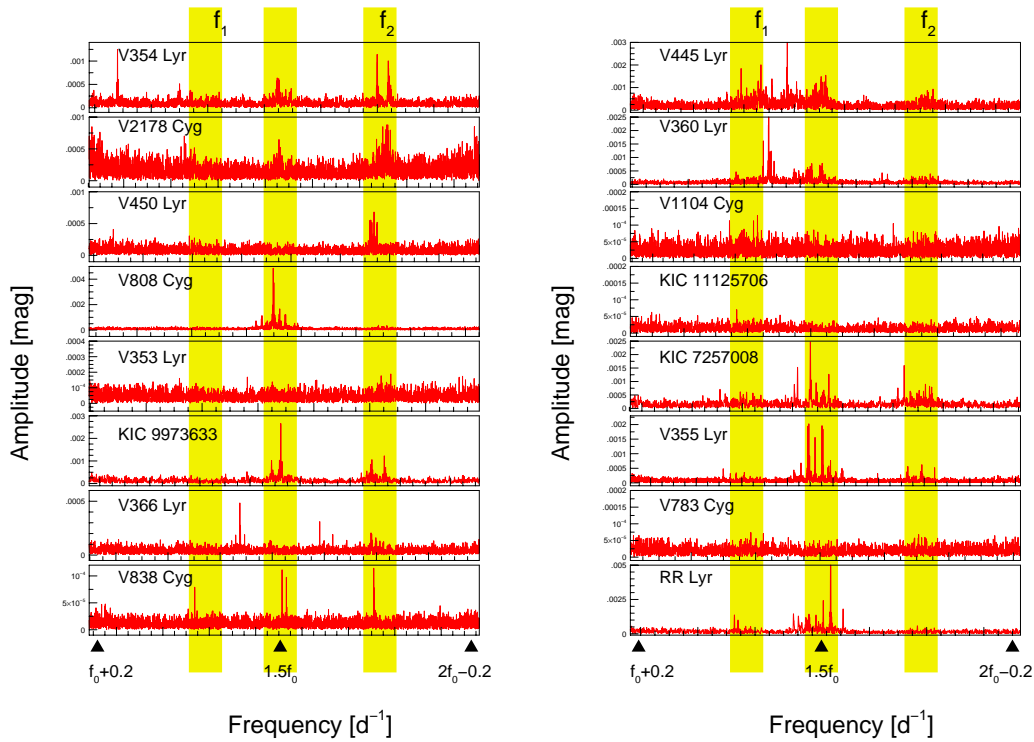 f₁ f₂
Amplitude [mag]
V354 Lyr
.001
.0005
0
V2178 Cyg
.001
.0005
0
V450 Lyr
.001
.0005
0
V808 Cyg
.004
.002
0
V353 Lyr
.0004
.0003
.0002
10⁻⁴
0
KIC 9973633
.003
.002
.001
0
V366 Lyr
.0005
0
V838 Cyg
10⁻⁴
5×10⁻⁵
0
f₀+0.2 1.5f₀ 2f₀−0.2
Frequency [d⁻¹]
f₁ f₂
Amplitude [mag]
V445 Lyr
.003
.002
.001
0
V360 Lyr
.0025
.002
.0015
.001
.0005
0
V1104 Cyg
.0002
.00015
10⁻⁴
5×10⁻⁵
0
KIC 11125706
.0002
.00015
10⁻⁴
5×10⁻⁵
0
KIC 7257008
.0025
.002
.0015
.001
.0005
0
V355 Lyr
.002
.0015
.001
.0005
0
V783 Cyg
.0002
.00015
10⁻⁴
5×10⁻⁵
0
RR Lyr
.005
0
f₀+0.2 1.5f₀ 2f₀−0.2
Frequency [d⁻¹]